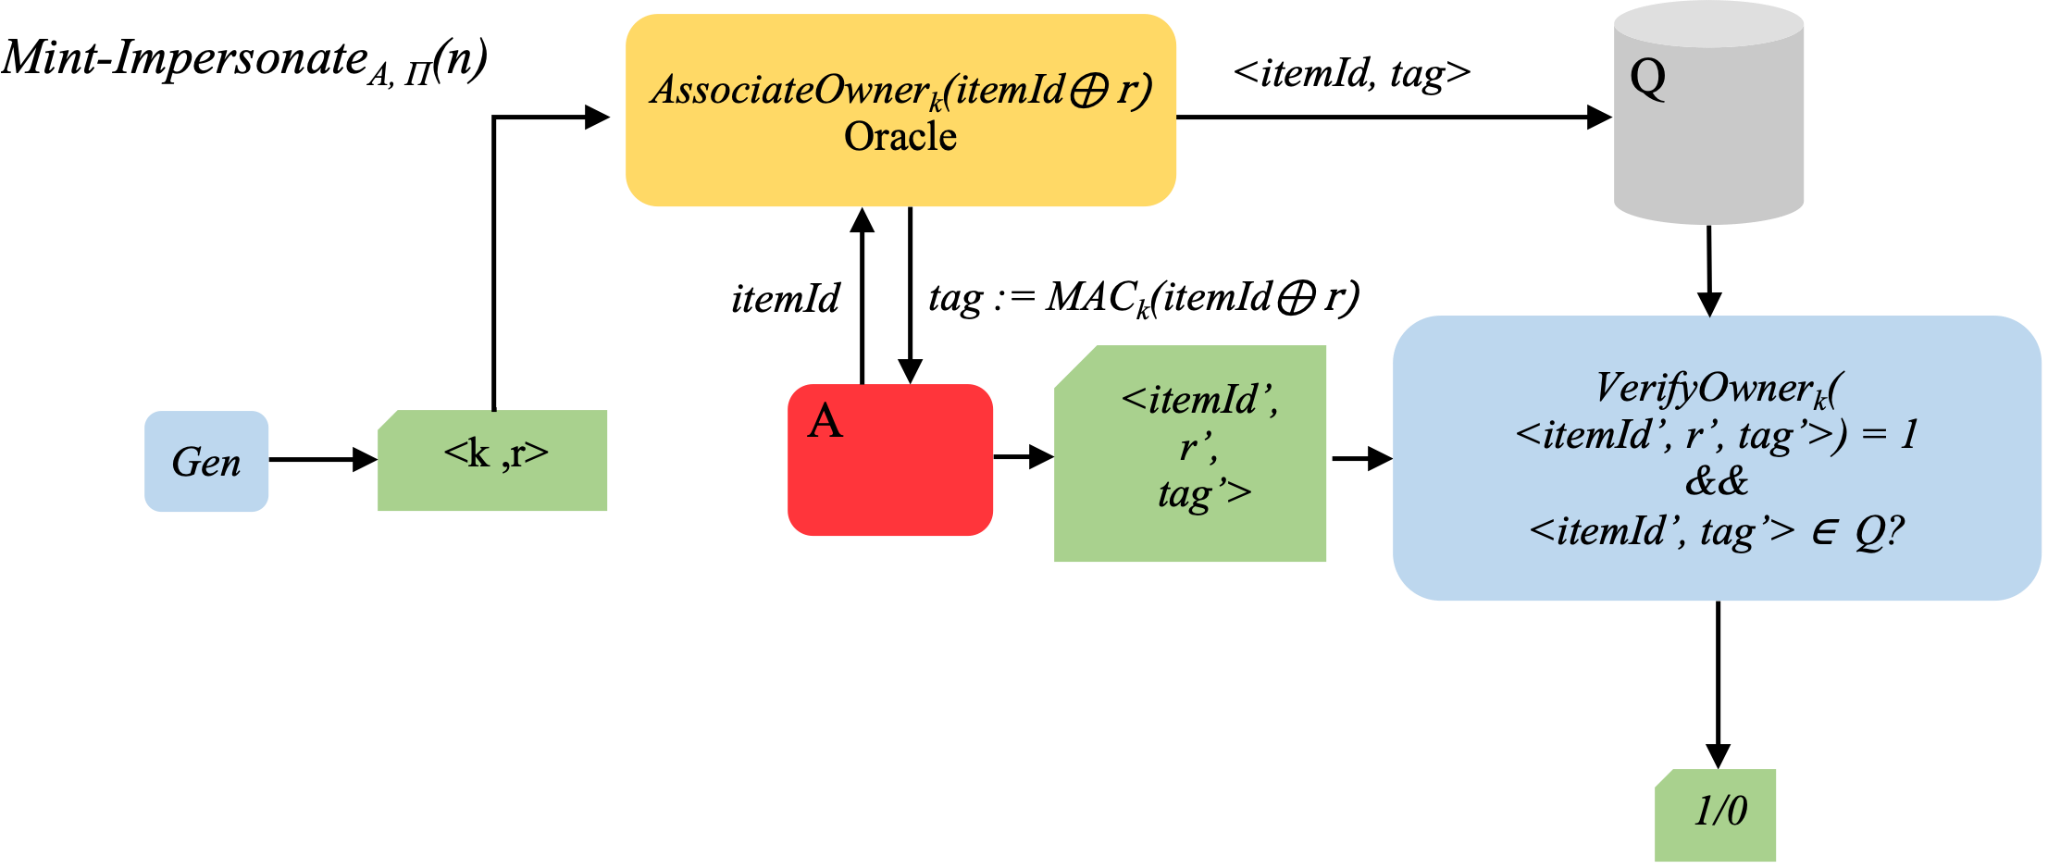 Mint-Impersonate_A, Π(n)
AssociateOwner_k(itemId⊕ r)
Oracle
<itemId, tag>
Q
itemId
tag := MAC_k(itemId⊕ r)
Gen
<k ,r>
A
<itemId’,
r’,
tag’>
VerifyOwner_k(
<itemId’, r’, tag’>) = 1
&&
<itemId’, tag’> ∈ Q?
1/0